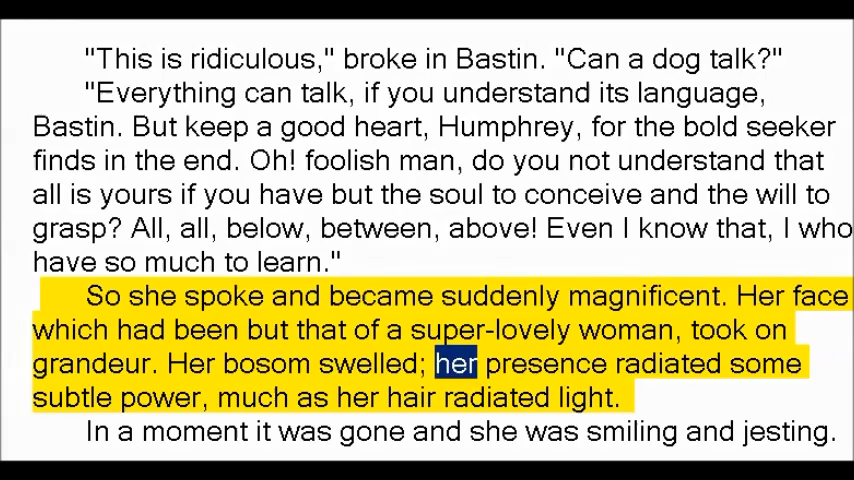 "This is ridiculous," broke in Bastin. "Can a dog talk?"
"Everything can talk, if you understand its language,
Bastin. But keep a good heart, Humphrey, for the bold seeker
finds in the end. Oh! foolish man, do you not understand that
all is yours if you have but the soul to conceive and the will to
grasp? All, all, below, between, above! Even I know that, I who
have so much to learn."
So she spoke and became suddenly magnificent. Her face
which had been but that of a super-lovely woman, took on
grandeur. Her bosom swelled; her presence radiated some
subtle power, much as her hair radiated light.
In a moment it was gone and she was smiling and jesting.